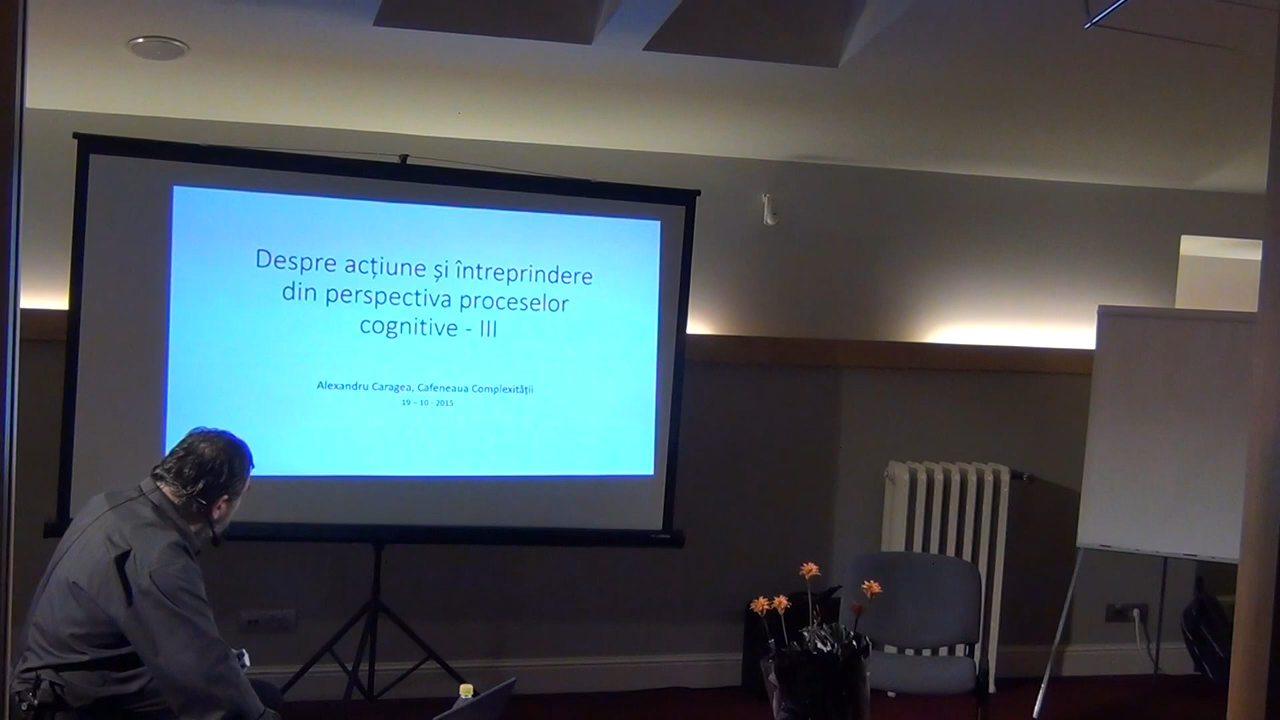 Despre acțiune și întreprindere
din perspectiva proceselor
cognitive - III
Alexandru Caragea, Cafeneaua Complexității
19 – 10 - 2015